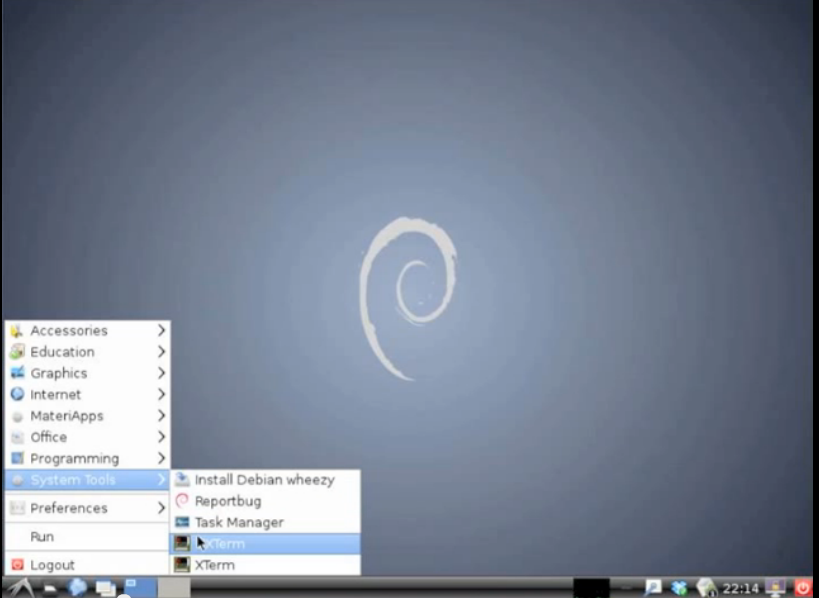 Accessories
Education
Graphics
Internet
MateriApps
Office
Programming
System Tools
Preferences
Run
Logout
Install Debian wheezy
Reportbug
Task Manager
XTerm
XTerm
22:14